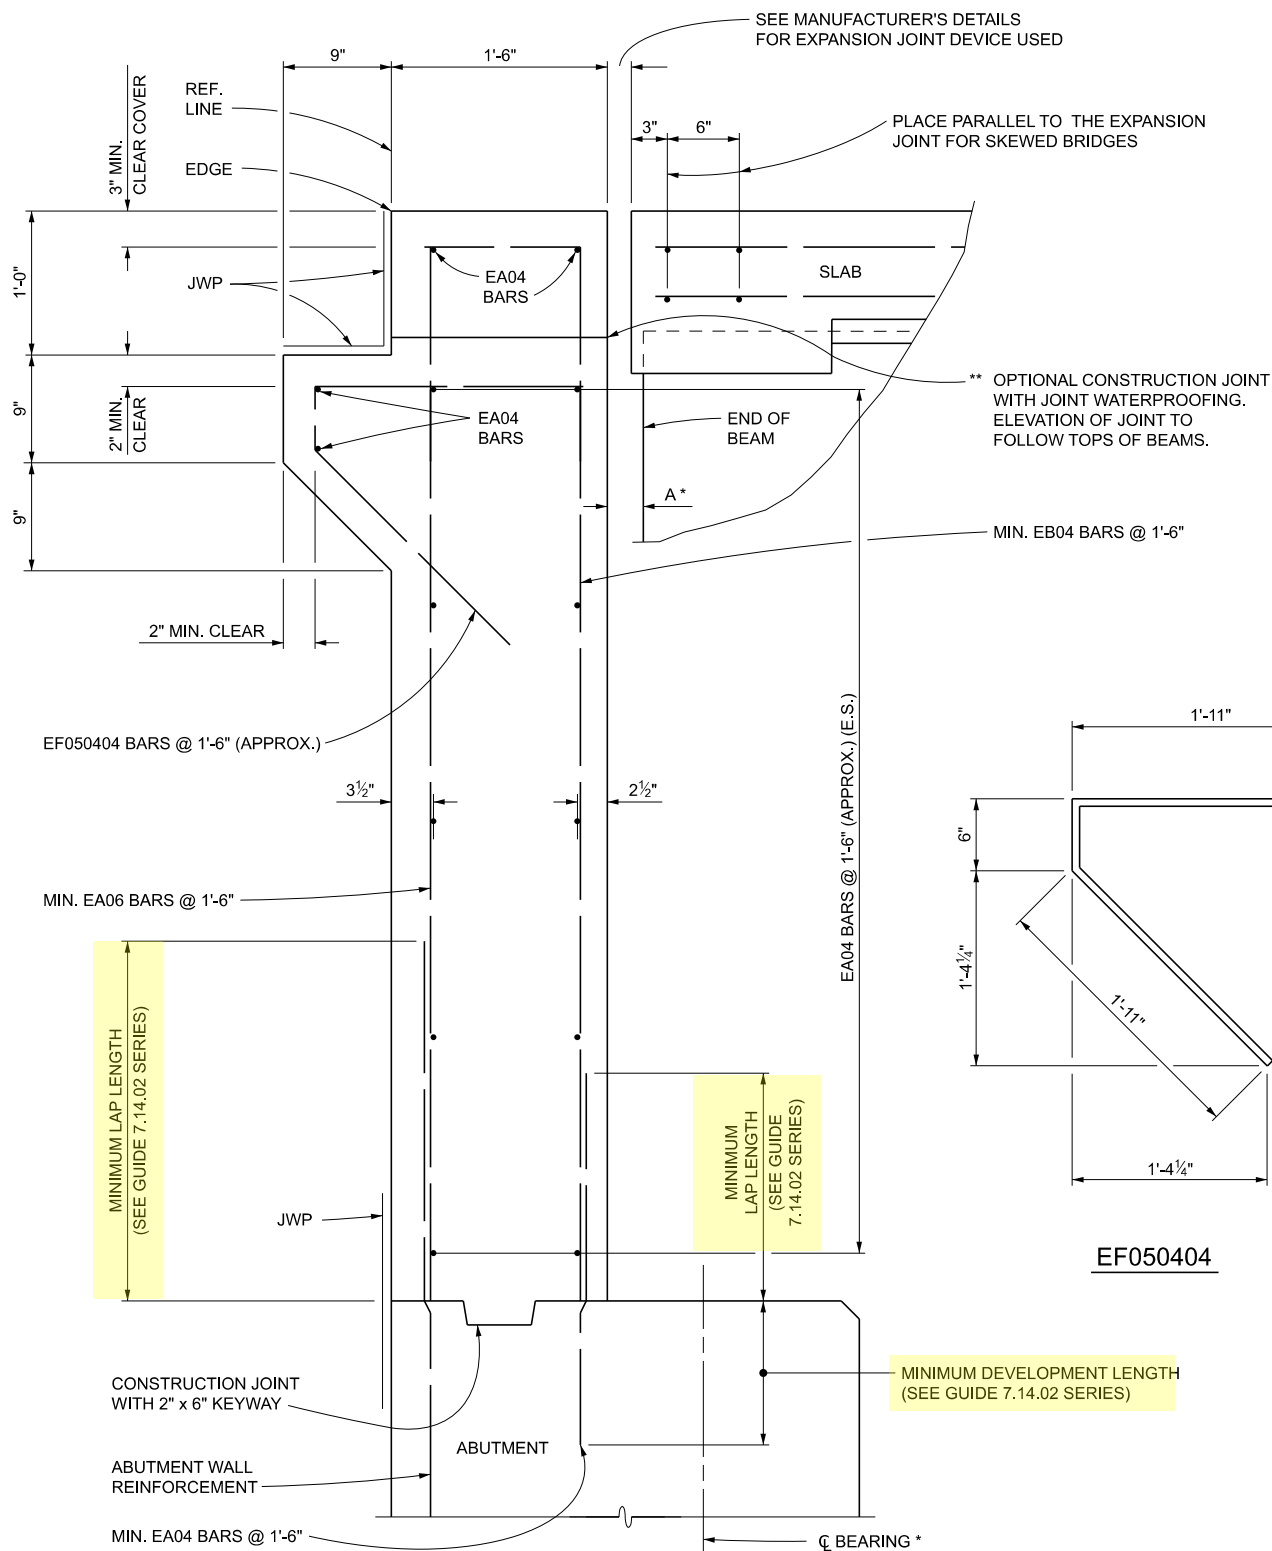 SEE MANUFACTURER'S DETAILS
FOR EXPANSION JOINT DEVICE USED
9"
1'-6"
REF.
LINE
3" MIN.
CLEAR COVER
3"
6"
PLACE PARALLEL TO THE EXPANSION
JOINT FOR SKEWED BRIDGES
EDGE
1'-0"
JWP
EA04
BARS
SLAB
** OPTIONAL CONSTRUCTION JOINT
WITH JOINT WATERPROOFING.
ELEVATION OF JOINT TO
FOLLOW TOPS OF BEAMS.
9"
2" MIN.
CLEAR
EA04
BARS
END OF
BEAM
9"
A *
MIN. EB04 BARS @ 1'-6"
2" MIN. CLEAR
EF050404 BARS @ 1'-6" (APPROX.)
EA04 BARS @ 1'-6" (APPROX.) (E.S.)
3½"
2½"
1'-11"
6"
1'-4¼"
1'-11"
1'-4¼"
EF050404
MIN. EA06 BARS @ 1'-6"
MINIMUM LAP LENGTH
(SEE GUIDE 7.14.02 SERIES)
MINIMUM
LAP LENGTH
(SEE GUIDE
7.14.02 SERIES)
JWP
MINIMUM DEVELOPMENT LENGTH
(SEE GUIDE 7.14.02 SERIES)
CONSTRUCTION JOINT
WITH 2" x 6" KEYWAY
ABUTMENT
ABUTMENT WALL
REINFORCEMENT
MIN. EA04 BARS @ 1'-6"
℄ BEARING *